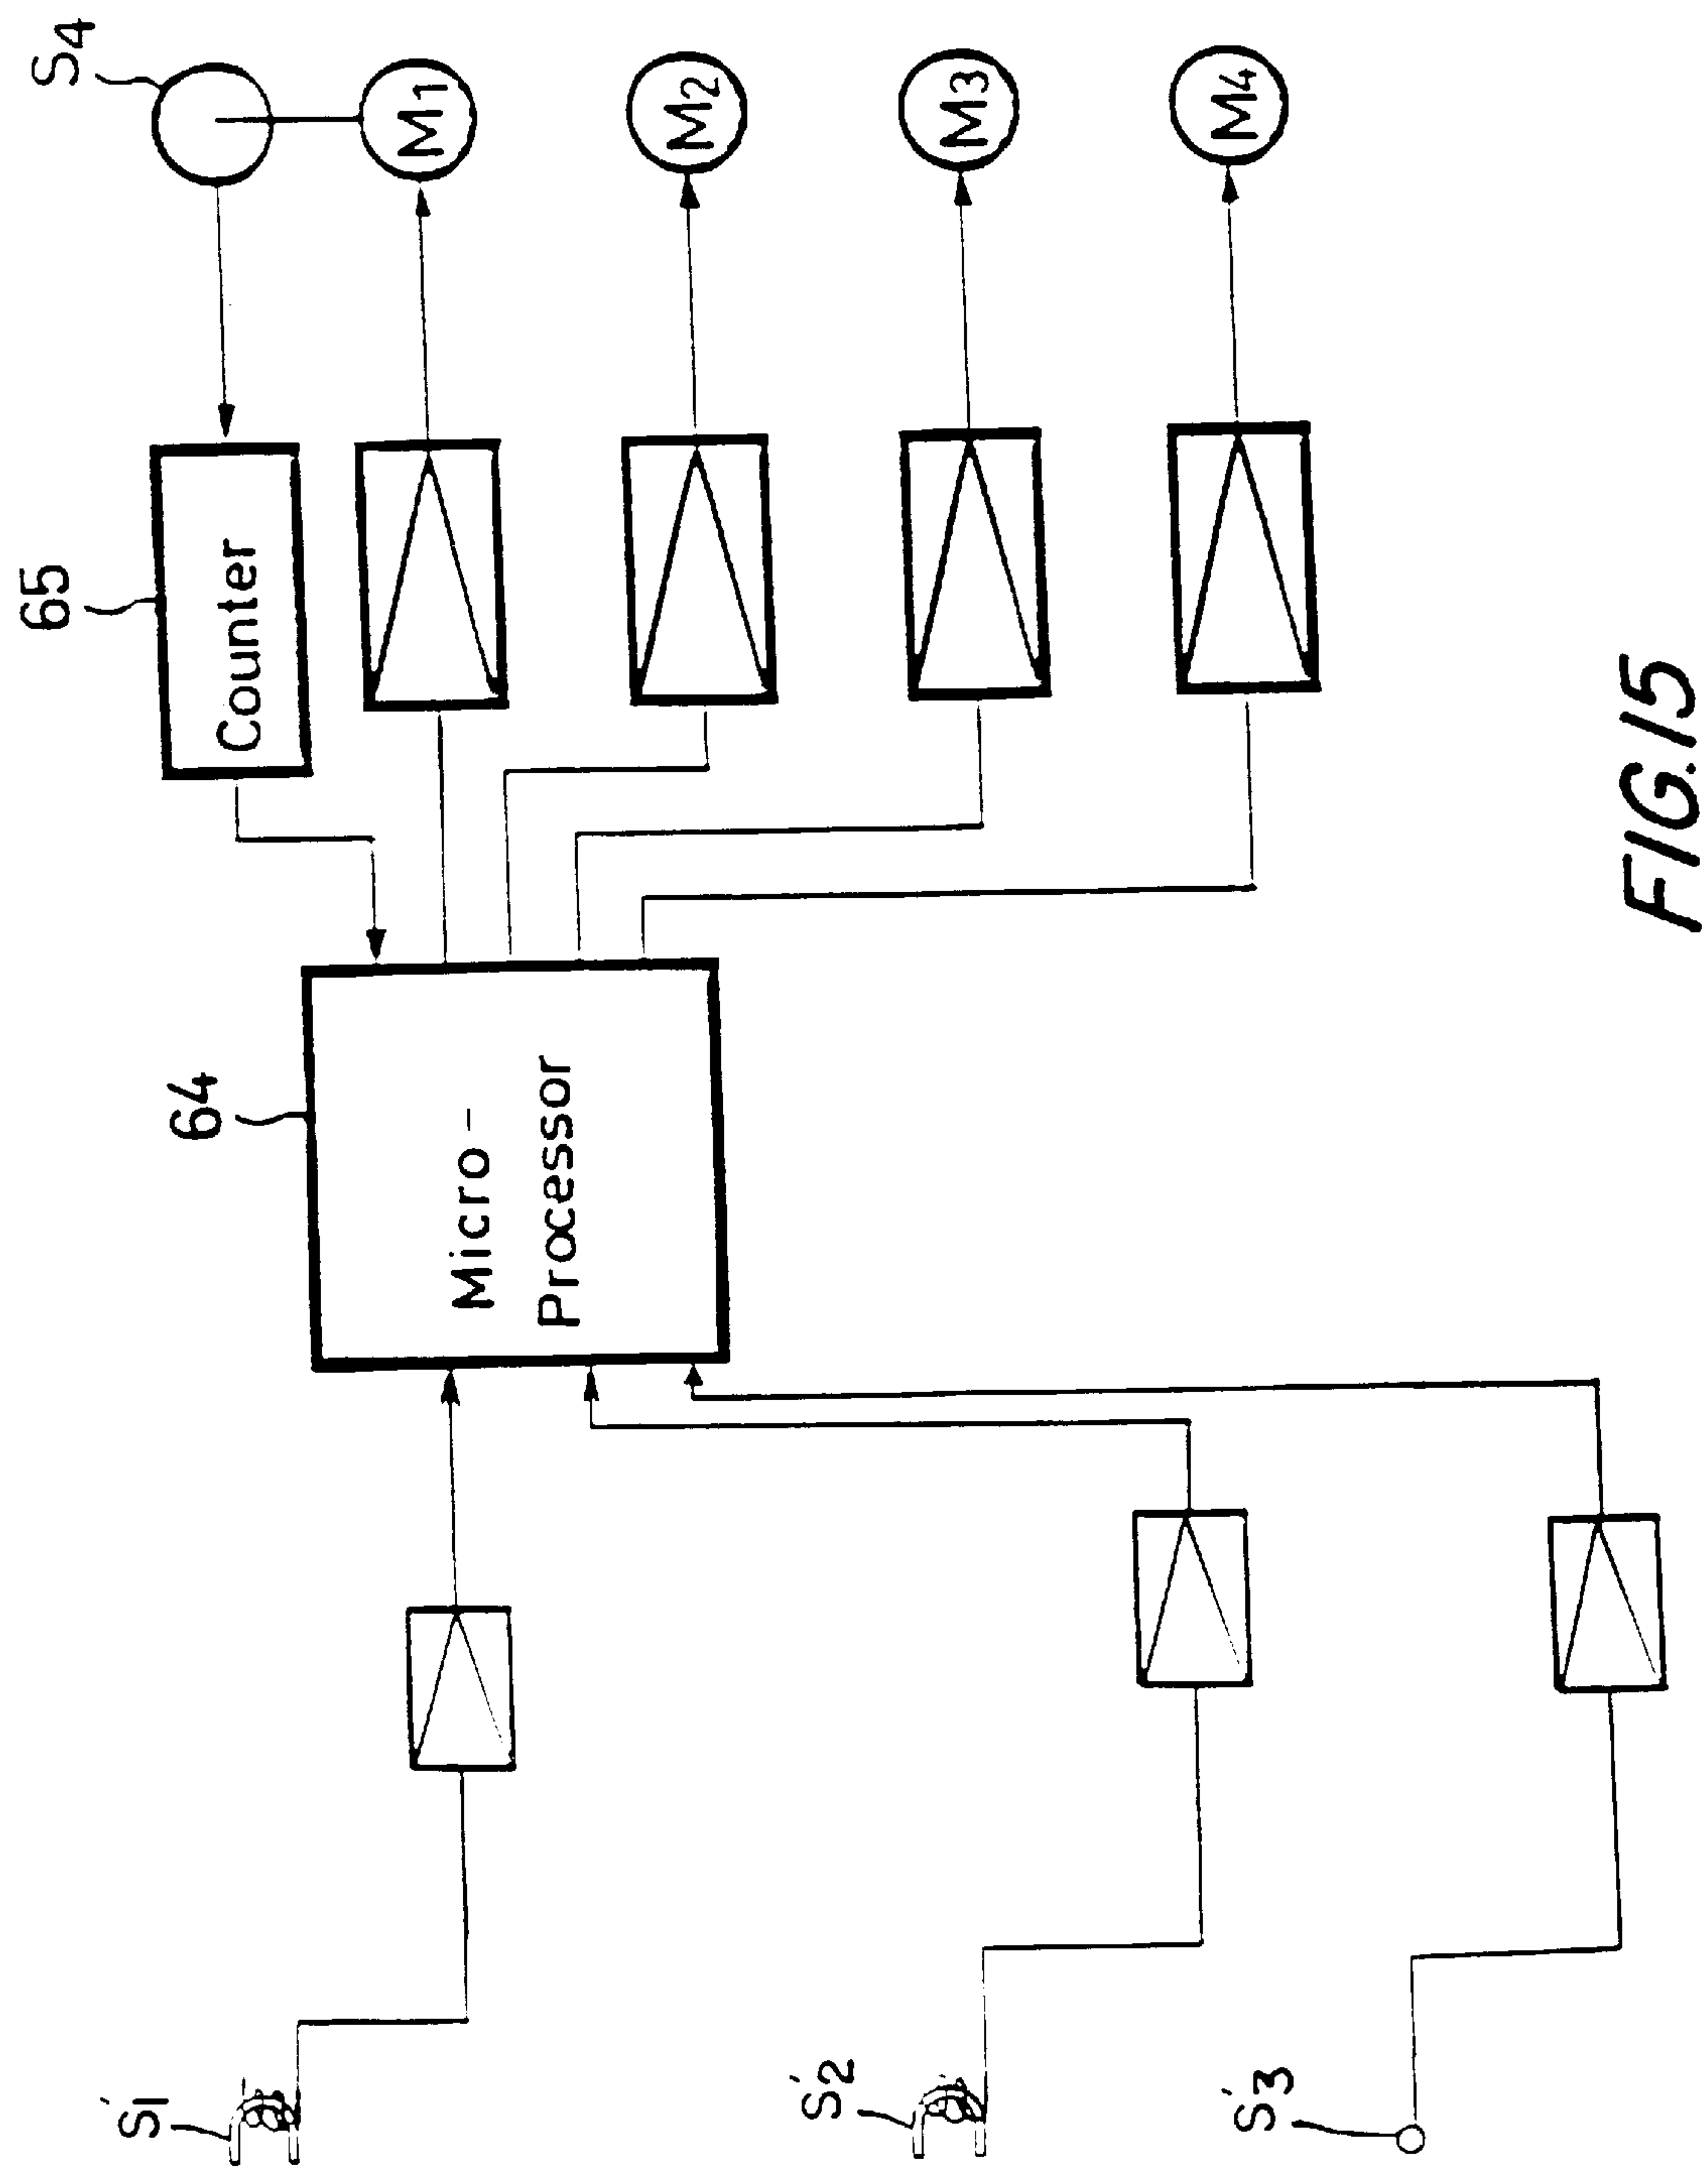 S4
65
Counter
M1
64
Micro-
Processor
M2
M3
M4
S'1
S'2
S'3
FIG.15